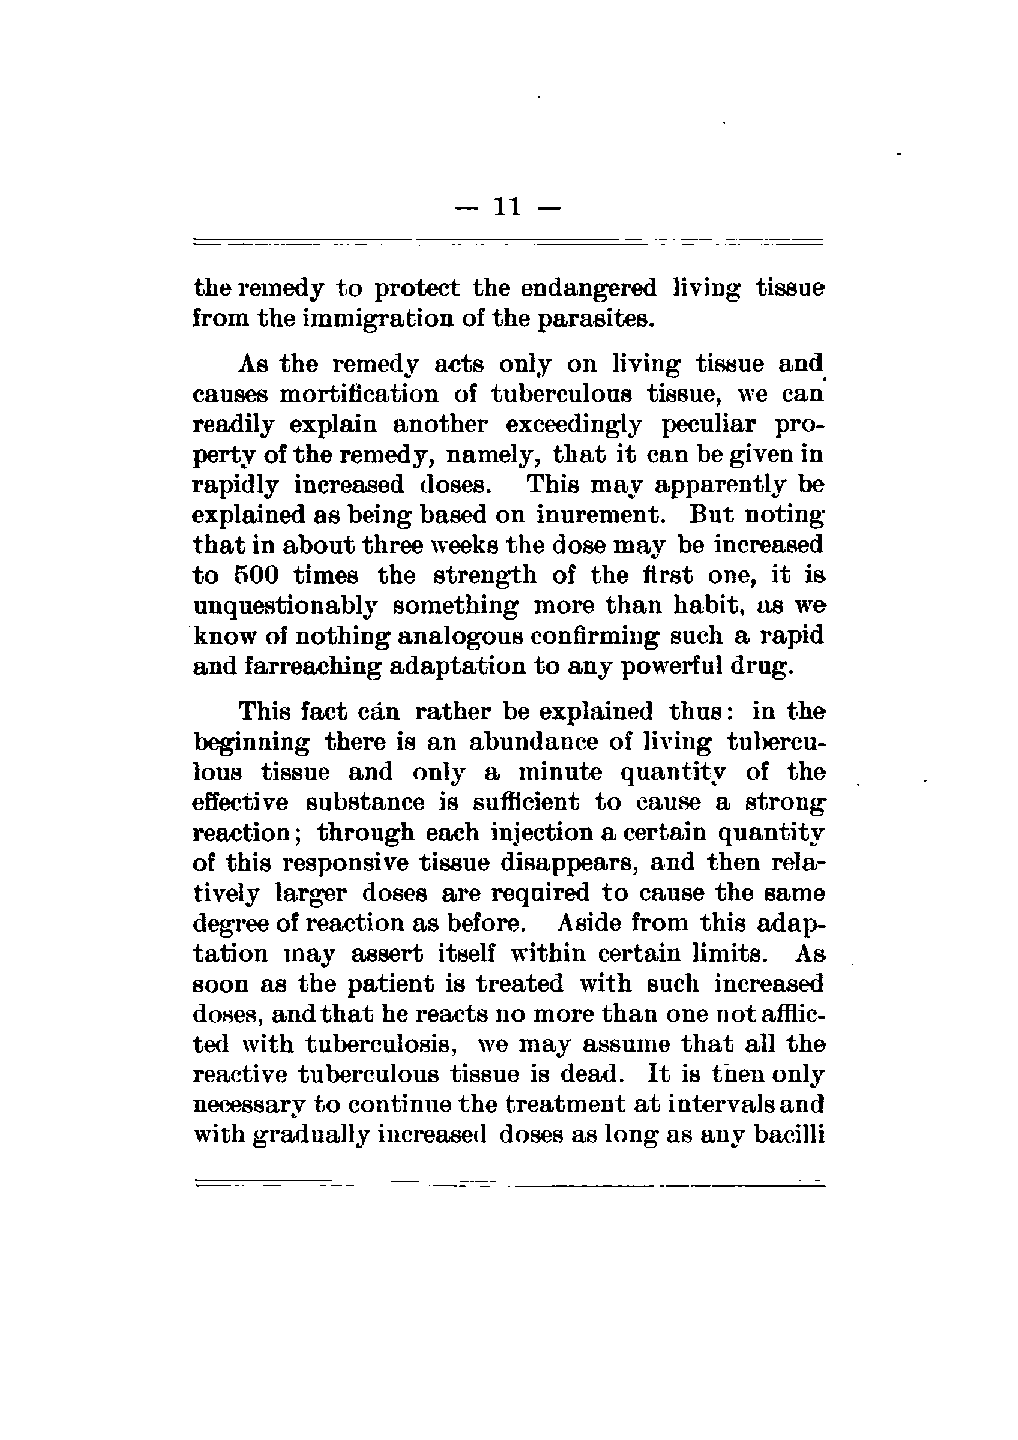 — 11 —
the remedy to protect the endangered living tissue
from the immigration of the parasites.
As the remedy acts only on living tissue and
causes mortification of tuberculous tissue, we can
readily explain another exceedingly peculiar pro-
perty of the remedy, namely, that it can be given in
rapidly increased doses. This may apparently be
explained as being based on inurement. But noting
that in about three weeks the dose may be increased
to 500 times the strength of the first one, it is
unquestionably something more than habit, as we
know of nothing analogous confirming such a rapid
and farreaching adaptation to any powerful drug.
This fact can rather be explained thus: in the
beginning there is an abundance of living tubercu-
lous tissue and only a minute quantity of the
effective substance is sufficient to cause a strong
reaction; through each injection a certain quantity
of this responsive tissue disappears, and then rela-
tively larger doses are required to cause the same
degree of reaction as before. Aside from this adap-
tation may assert itself within certain limits. As
soon as the patient is treated with such increased
doses, and that he reacts no more than one not afflic-
ted with tuberculosis, we may assume that all the
reactive tuberculous tissue is dead. It is then only
necessary to continue the treatment at intervals and
with gradually increased doses as long as any bacilli